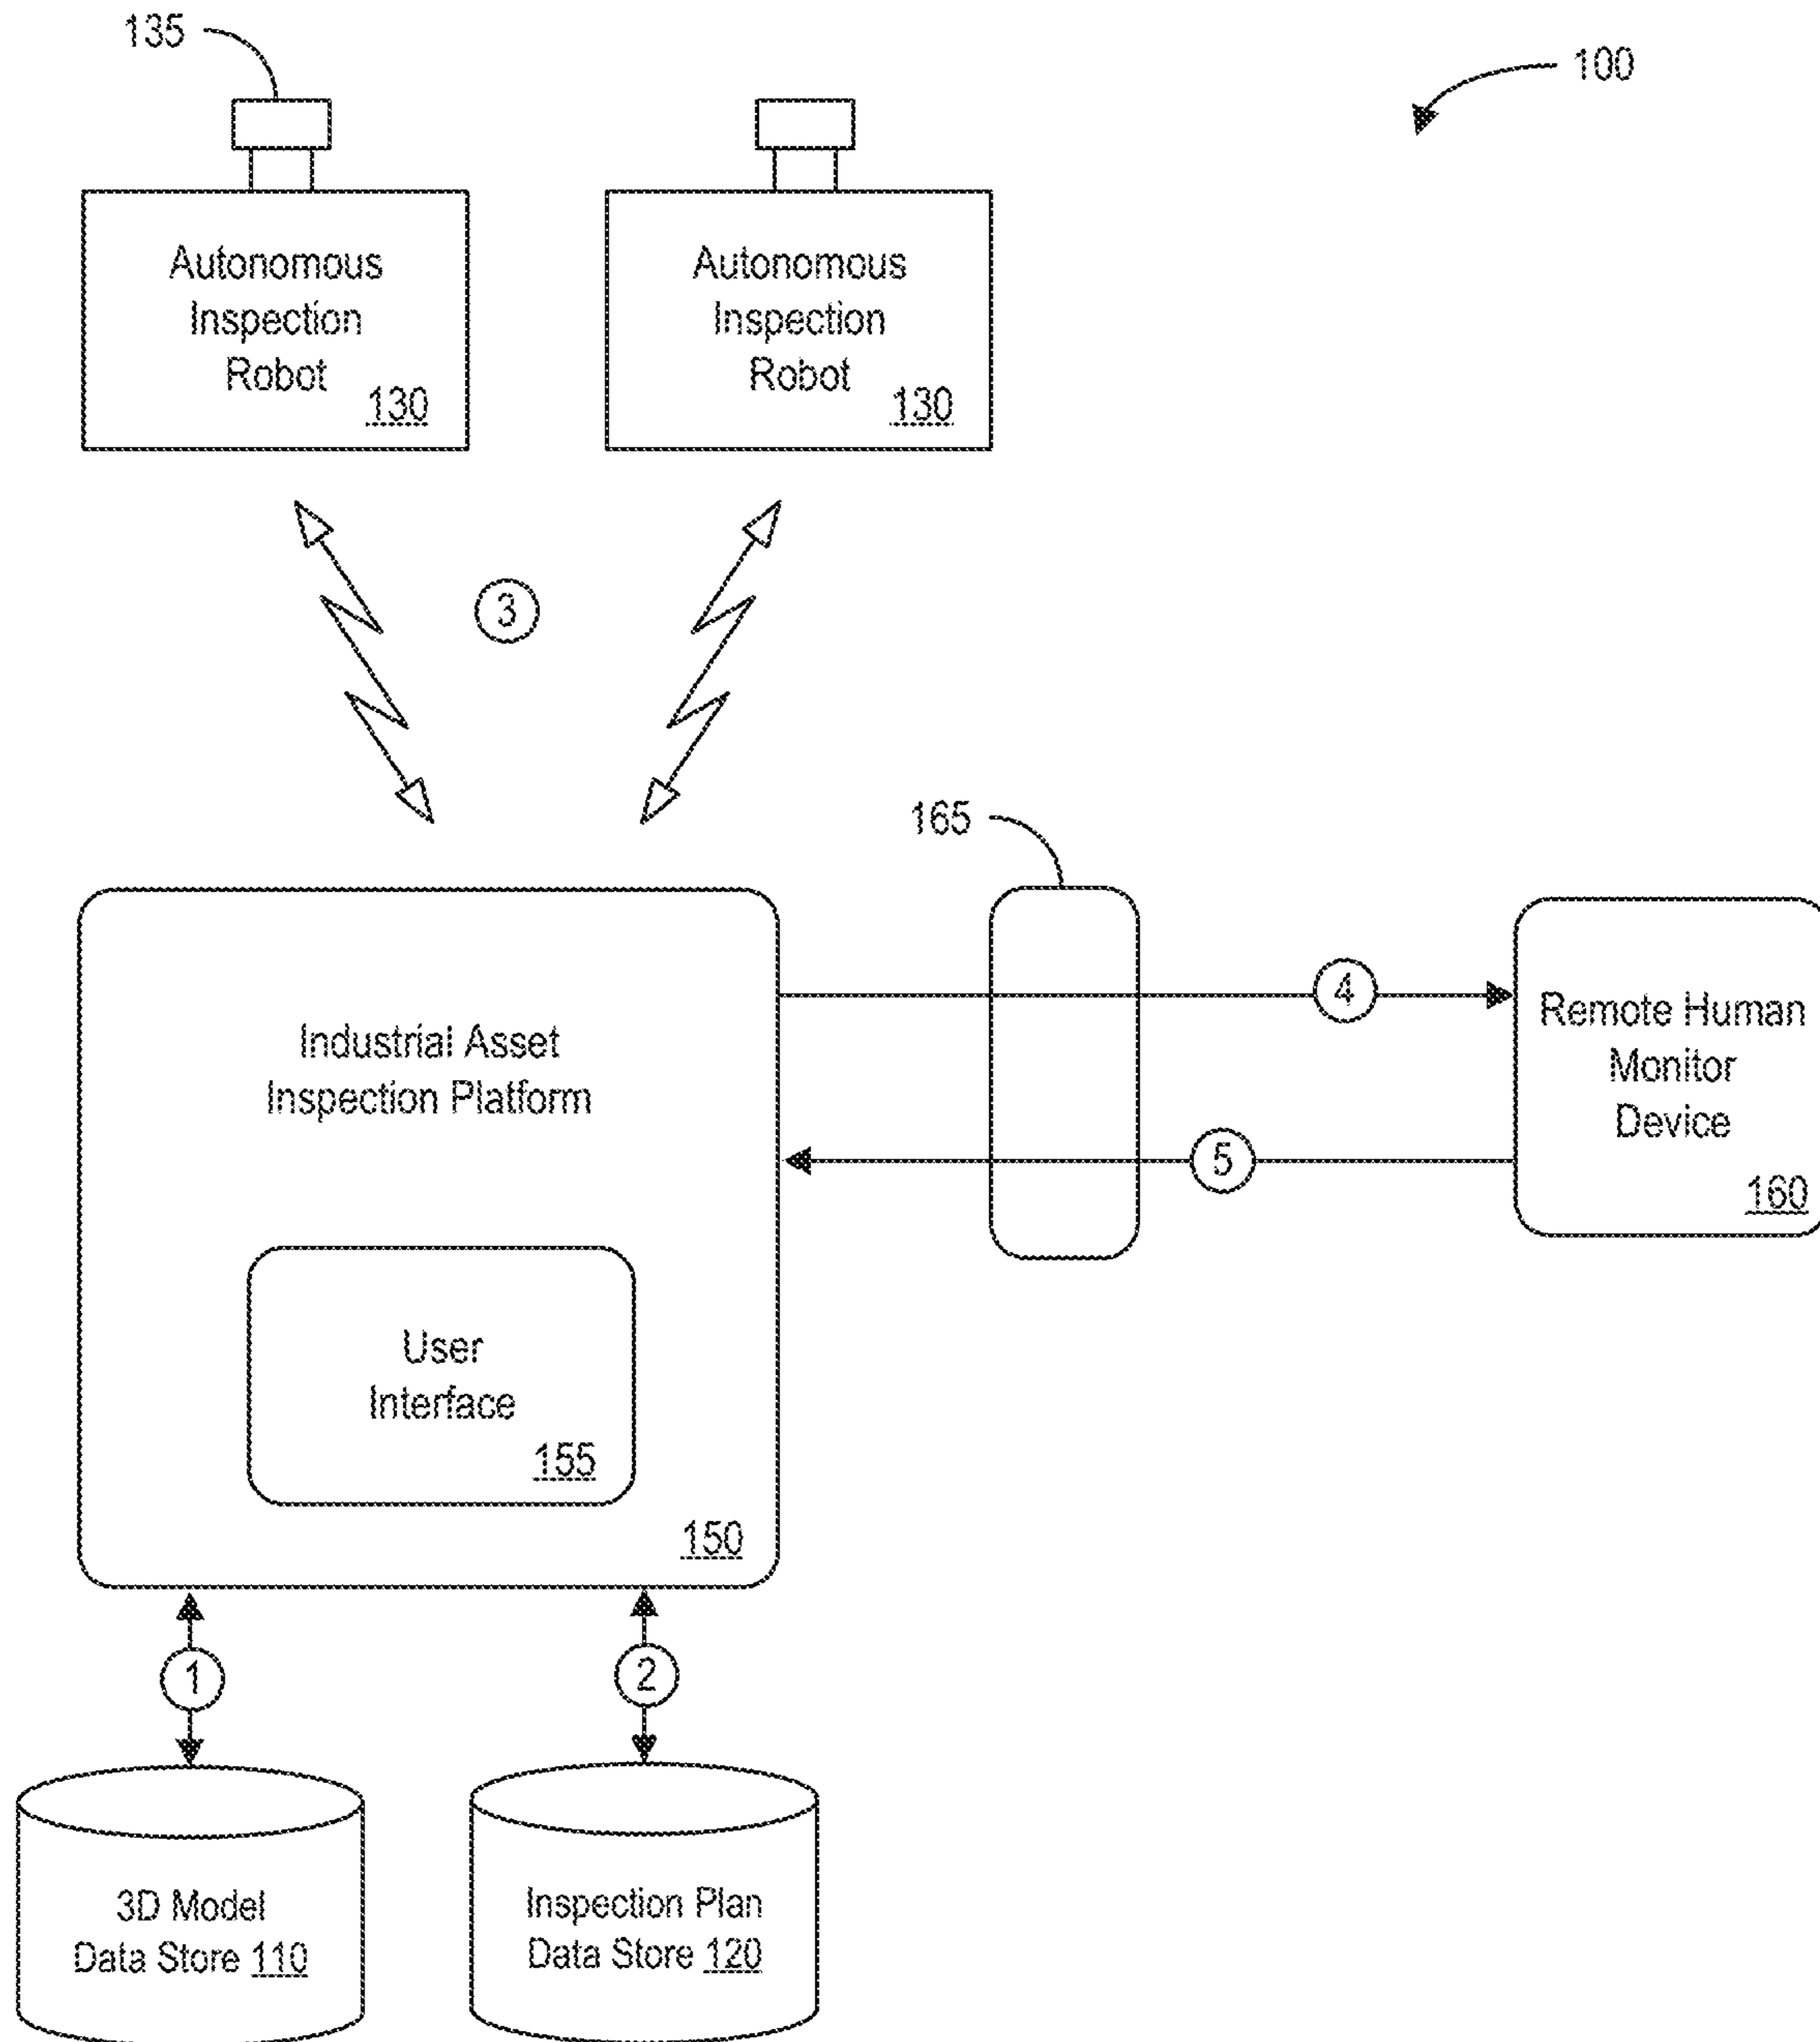 135
100
Autonomous
Inspection
Robot
130
Autonomous
Inspection
Robot
130
3
165
Industrial Asset
Inspection Platform
4
Remote Human
Monitor
Device
160
5
User
Interface
155
150
1
2
3D Model
Data Store 110
Inspection Plan
Data Store 120